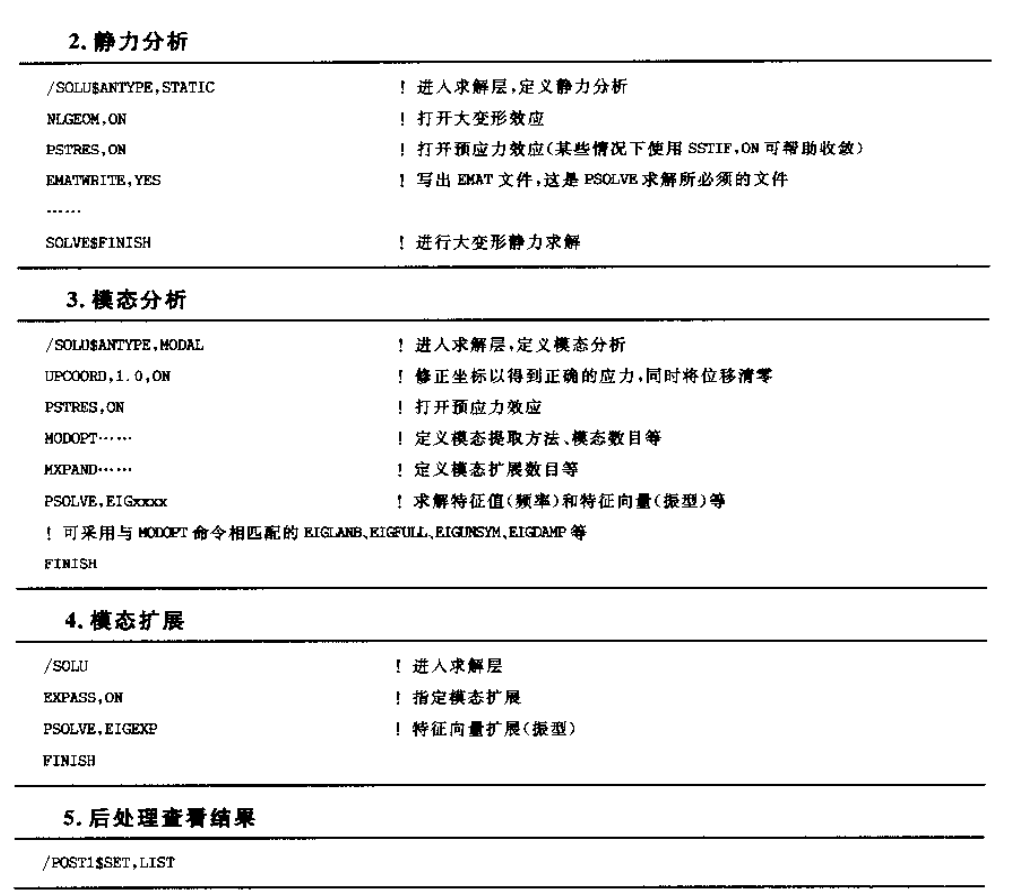 2. 静力分析
/SOLU$ANTYPE,STATIC ! 进入求解层,定义静力分析
NLGEOM,ON ! 打开大变形效应
PSTRES,ON ! 打开预应力效应(某些情况下使用 SSTIF,ON 可帮助收敛)
EMATWRITE,YES ! 写出 EMAT 文件,这是 PSOLVE 求解所必须的文件
……
SOLVE$FINISH ! 进行大变形静力求解
3. 模态分析
/SOLU$ANTYPE,MODAL ! 进入求解层,定义模态分析
UPCOORD,1.0,ON ! 修正坐标以得到正确的应力,同时将位移清零
PSTRES,ON ! 打开预应力效应
MODOPT…… ! 定义模态提取方法、模态数目等
MXPAND…… ! 定义模态扩展数目等
PSOLVE,EIGxxxx ! 求解特征值(频率)和特征向量(振型)等
! 可采用与 MODOPT 命令相匹配的 EIGLANB、EIGFULL、EIGUNSYM、EIGDAMP 等
FINISH
4. 模态扩展
/SOLU ! 进入求解层
EXPASS,ON ! 指定模态扩展
PSOLVE,EIGEXP ! 特征向量扩展(振型)
FINISH
5. 后处理查看结果
/POST1$SET,LIST